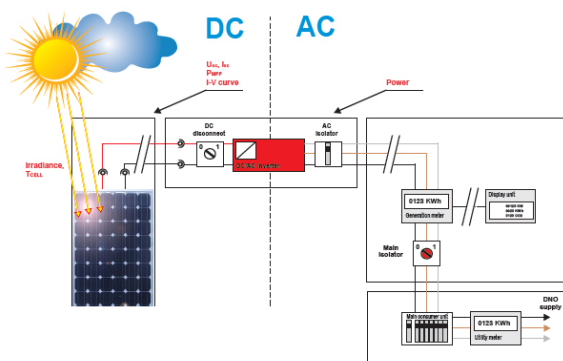 DC
AC
Uoc, Isc
PMPP
I-V curve
Power
DC
disconnect
0 1
AC
isolator
DC/AC inverter
Irradiance,
TCELL
0123 KWh
Generation meter
Display unit
Main
isolator
0 1
DNO
supply
Main consumer unit
0123 KWh
Utility meter